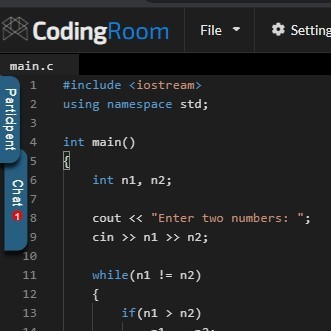 CodingRoom
File
Setting
main.c
Participent
Chat 1
1 #include <iostream>
2 using namespace std;
3
4 int main()
5 {
6 int n1, n2;
7
8 cout << "Enter two numbers: ";
9 cin >> n1 >> n2;
10
11 while(n1 != n2)
12 {
13 if(n1 > n2)